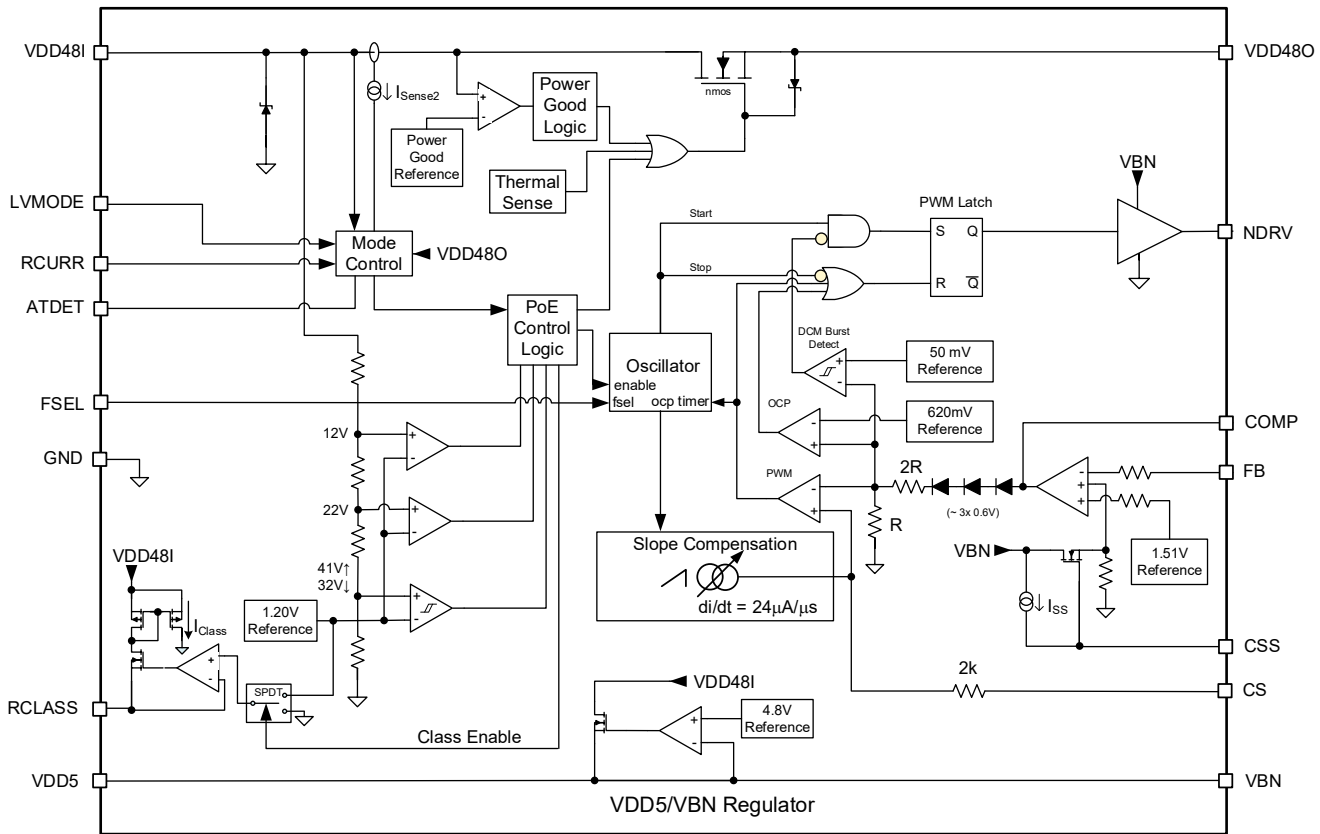 VDD48I
VDD48O
LVMODE
RCURR
ATDET
FSEL
GND
RCLASS
VDD5
NDRV
COMP
FB
CSS
CS
VBN
↓ I Sense2
+
-
Power
Good
Reference
Power
Good
Logic
Thermal
Sense
nmos
Mode
Control
VDD48O
PoE
Control
Logic
Start
Stop
Oscillator
enable
fsel
ocp timer
PWM Latch
S Q
R Q
VBN
DCM Burst
Detect
+
-
50 mV
Reference
OCP
-
+
620mV
Reference
PWM
-
+
2R
R
(~ 3x 0.6V)
-
+
+
1.51V
Reference
VBN
↓ I SS
2k
Slope Compensation
di/dt = 24µA/µs
12V
+
-
22V
+
-
41V↑
32V↓
+
-
1.20V
Reference
VDD48I
I Class
+
-
SPDT
Class Enable
VDD48I
4.8V
Reference
+
-
VDD5/VBN Regulator